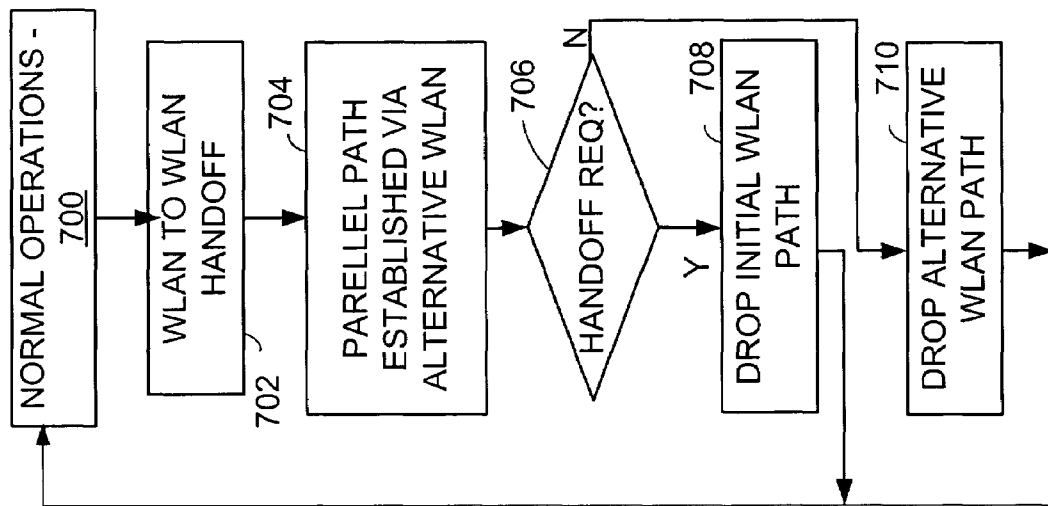 NORMAL OPERATIONS -
700
WLAN TO WLAN
HANDOFF
702
704
PARELLEL PATH
ESTABLISHED VIA
ALTERNATIVE WLAN
706
HANDOFF REQ?
N
Y
708
DROP INITIAL WLAN
PATH
710
DROP ALTERNATIVE
WLAN PATH